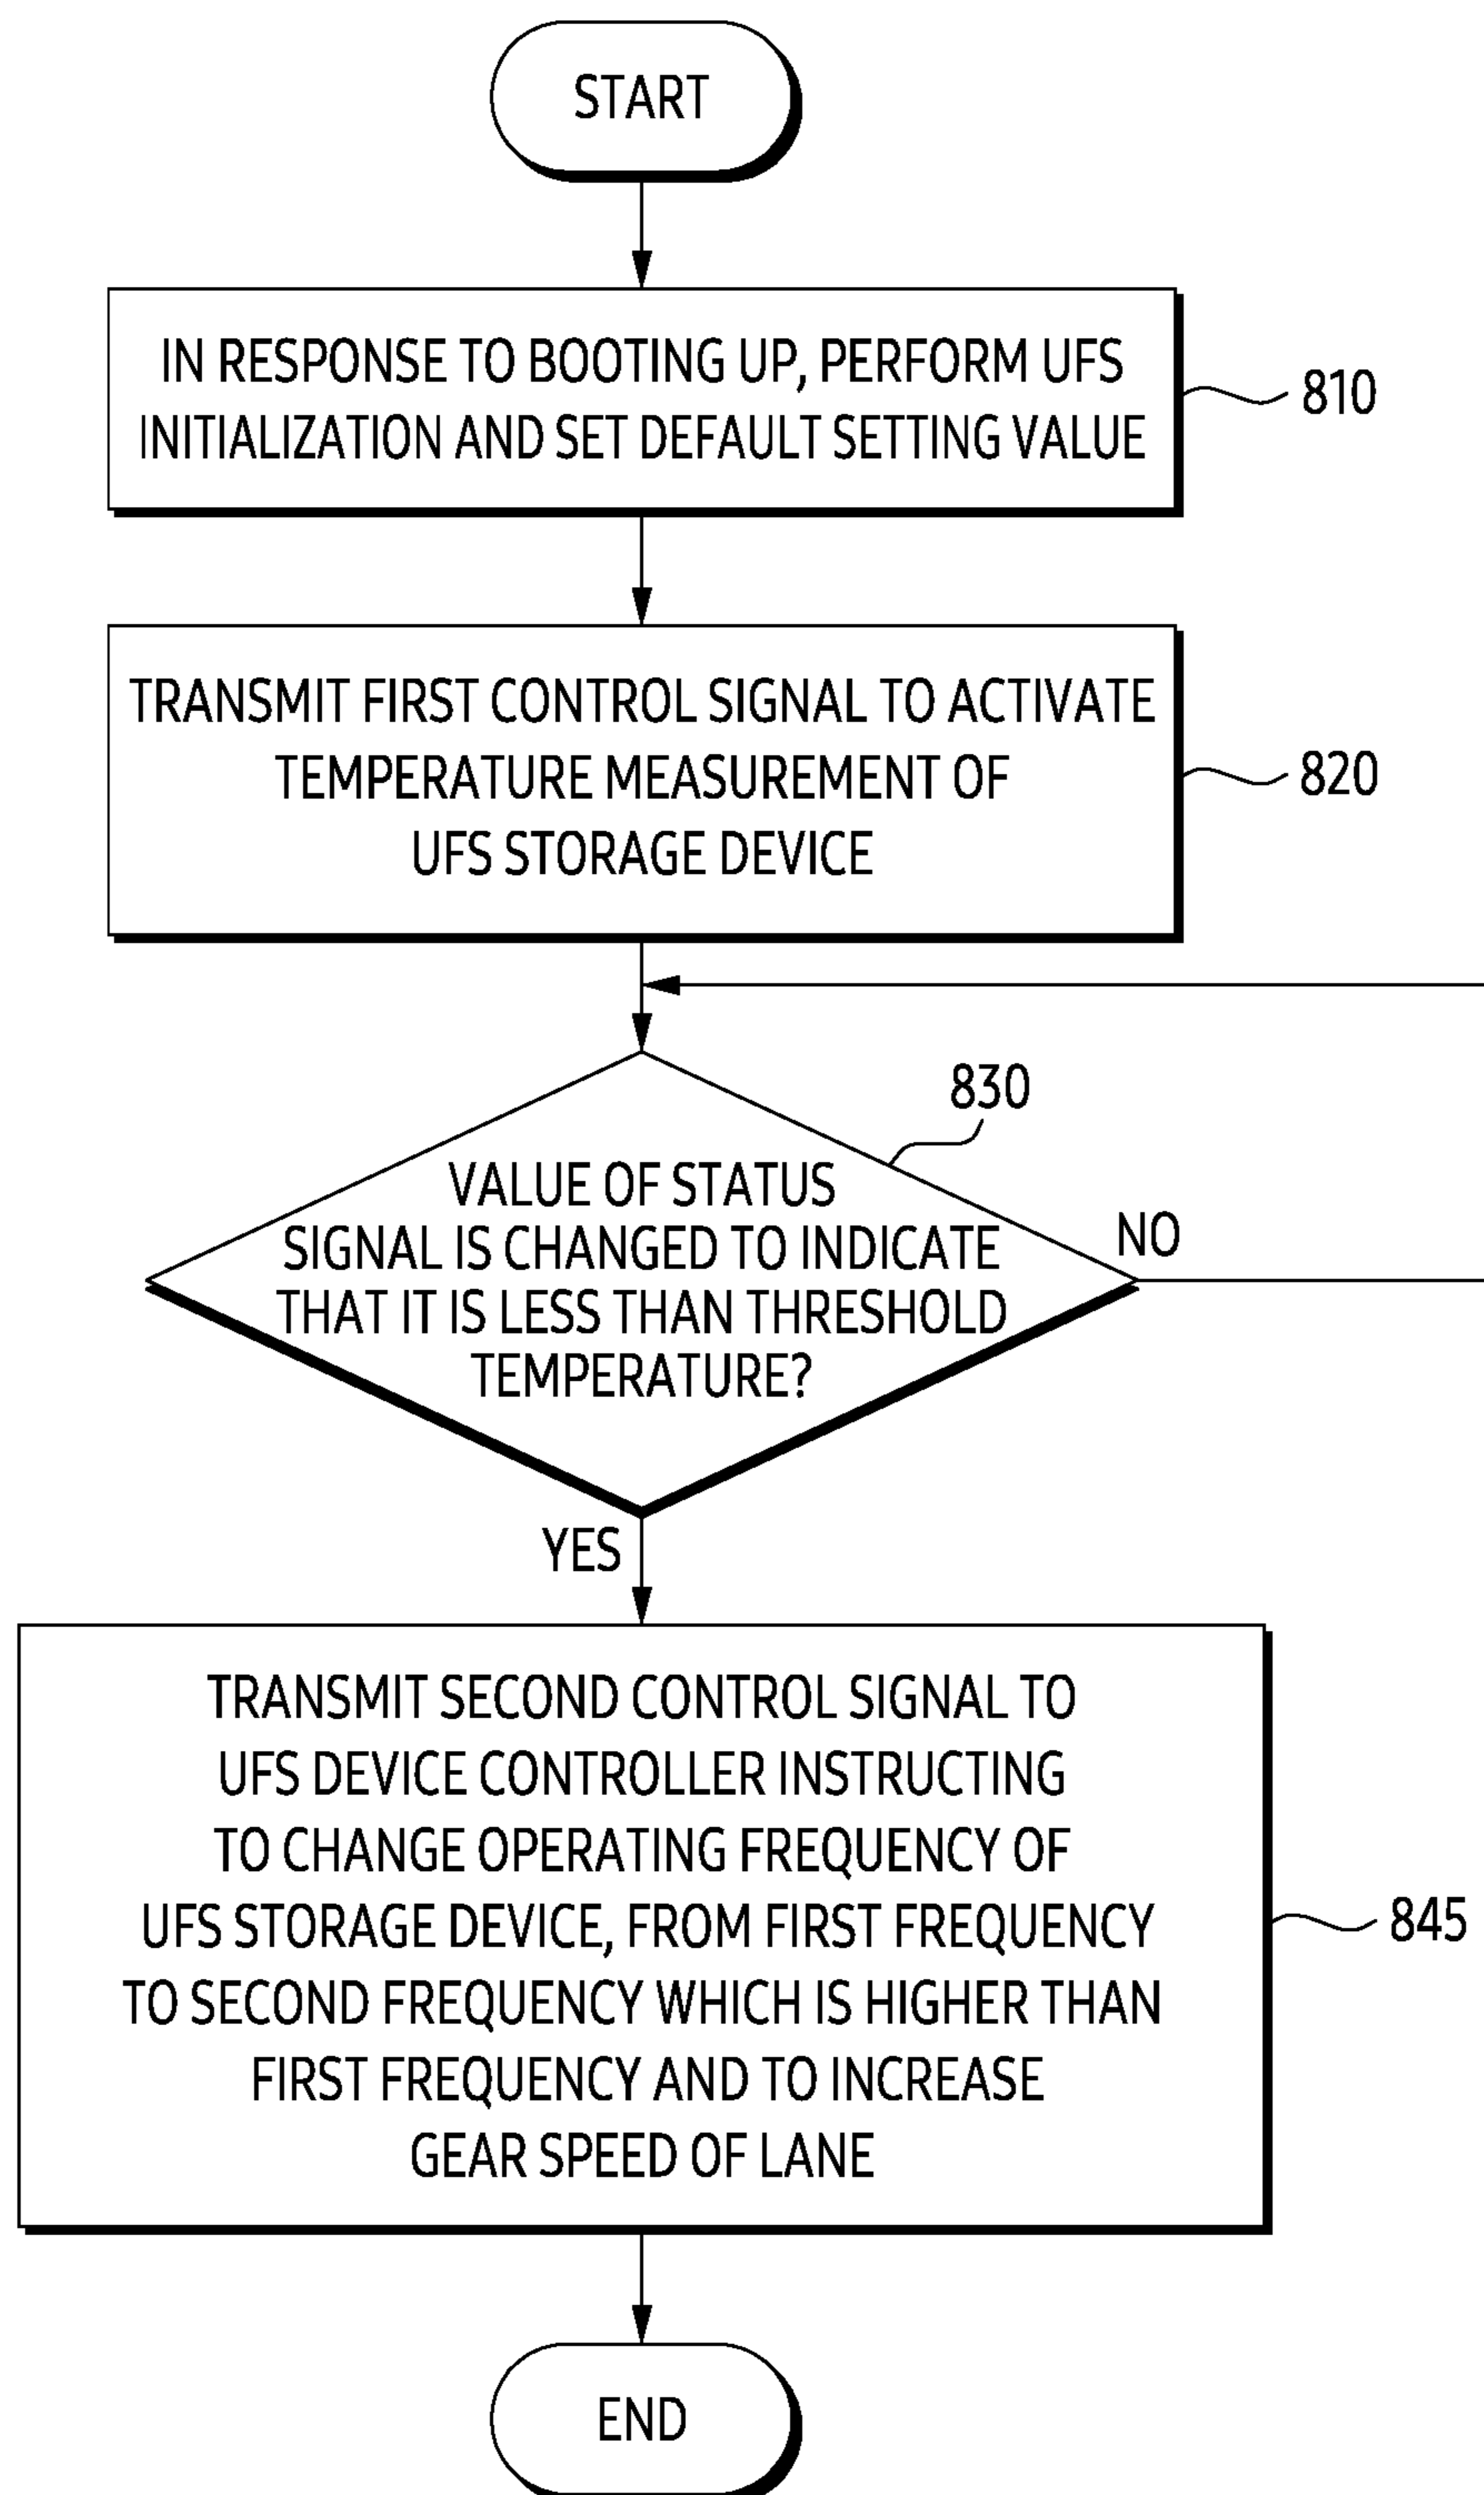 START
IN RESPONSE TO BOOTING UP, PERFORM UFS
INITIALIZATION AND SET DEFAULT SETTING VALUE
810
TRANSMIT FIRST CONTROL SIGNAL TO ACTIVATE
TEMPERATURE MEASUREMENT OF
UFS STORAGE DEVICE
820
830
VALUE OF STATUS
SIGNAL IS CHANGED TO INDICATE
THAT IT IS LESS THAN THRESHOLD
TEMPERATURE?
NO
YES
TRANSMIT SECOND CONTROL SIGNAL TO
UFS DEVICE CONTROLLER INSTRUCTING
TO CHANGE OPERATING FREQUENCY OF
UFS STORAGE DEVICE, FROM FIRST FREQUENCY
TO SECOND FREQUENCY WHICH IS HIGHER THAN
FIRST FREQUENCY AND TO INCREASE
GEAR SPEED OF LANE
845
END